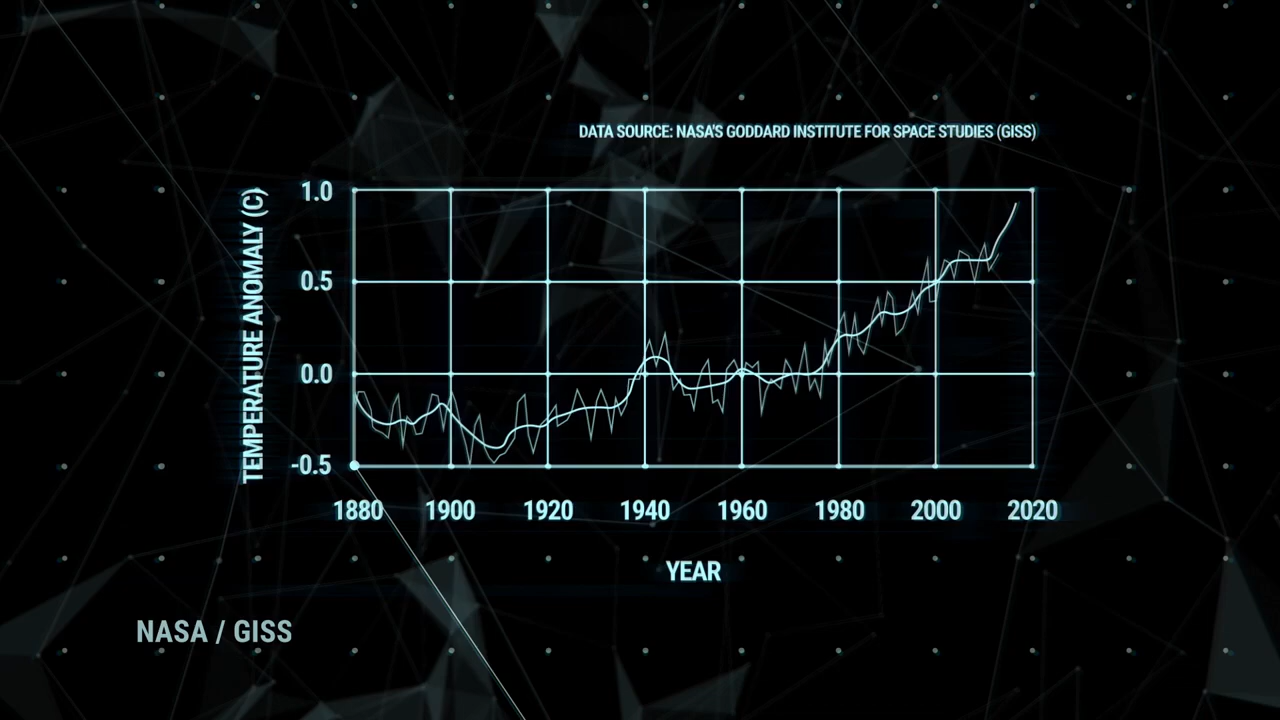 DATA SOURCE: NASA'S GODDARD INSTITUTE FOR SPACE STUDIES (GISS)
TEMPERATURE ANOMALY (C)
1.0
0.5
0.0
-0.5
1880 1900 1920 1940 1960 1980 2000 2020
YEAR
NASA / GISS